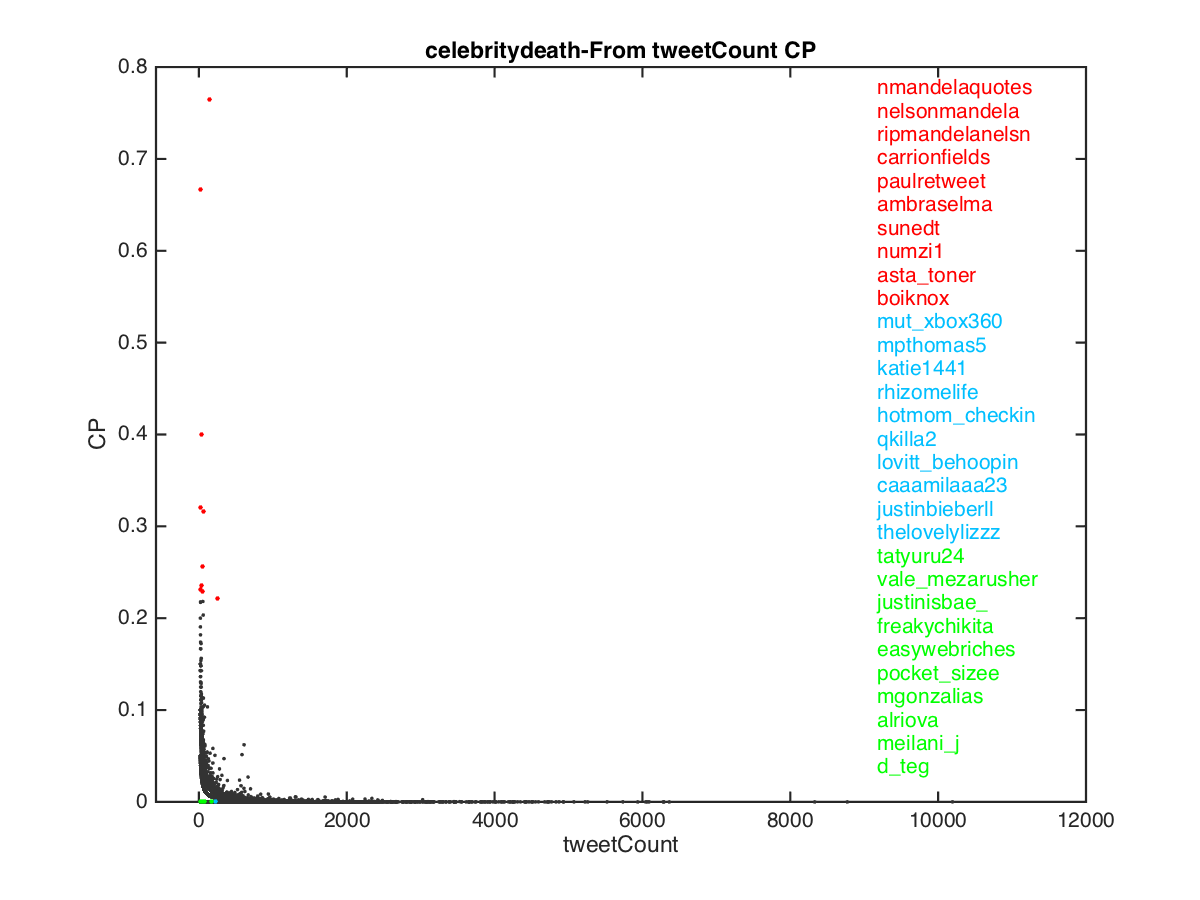 celebritydeath-From tweetCount CP
0.8
0.7
0.6
0.5
0.4
0.3
0.2
0.1
0
CP
nmandelaquotes
nelsonmandela
ripmandelanelsn
carrionfields
paulretweet
ambraselma
sunedt
numzi1
asta_toner
boiknox
mut_xbox360
mpthomas5
katie1441
rhizomelife
hotmom_checkin
qkilla2
lovitt_behoopin
caaamilaaa23
justinbieberll
thelovelylizzz
tatyuru24
vale_mezarusher
justinisbae_
freakychikita
easywebriches
pocket_sizee
mgonzalias
alriova
meilani_j
d_teg
0 2000 4000 6000 8000 10000 12000
tweetCount